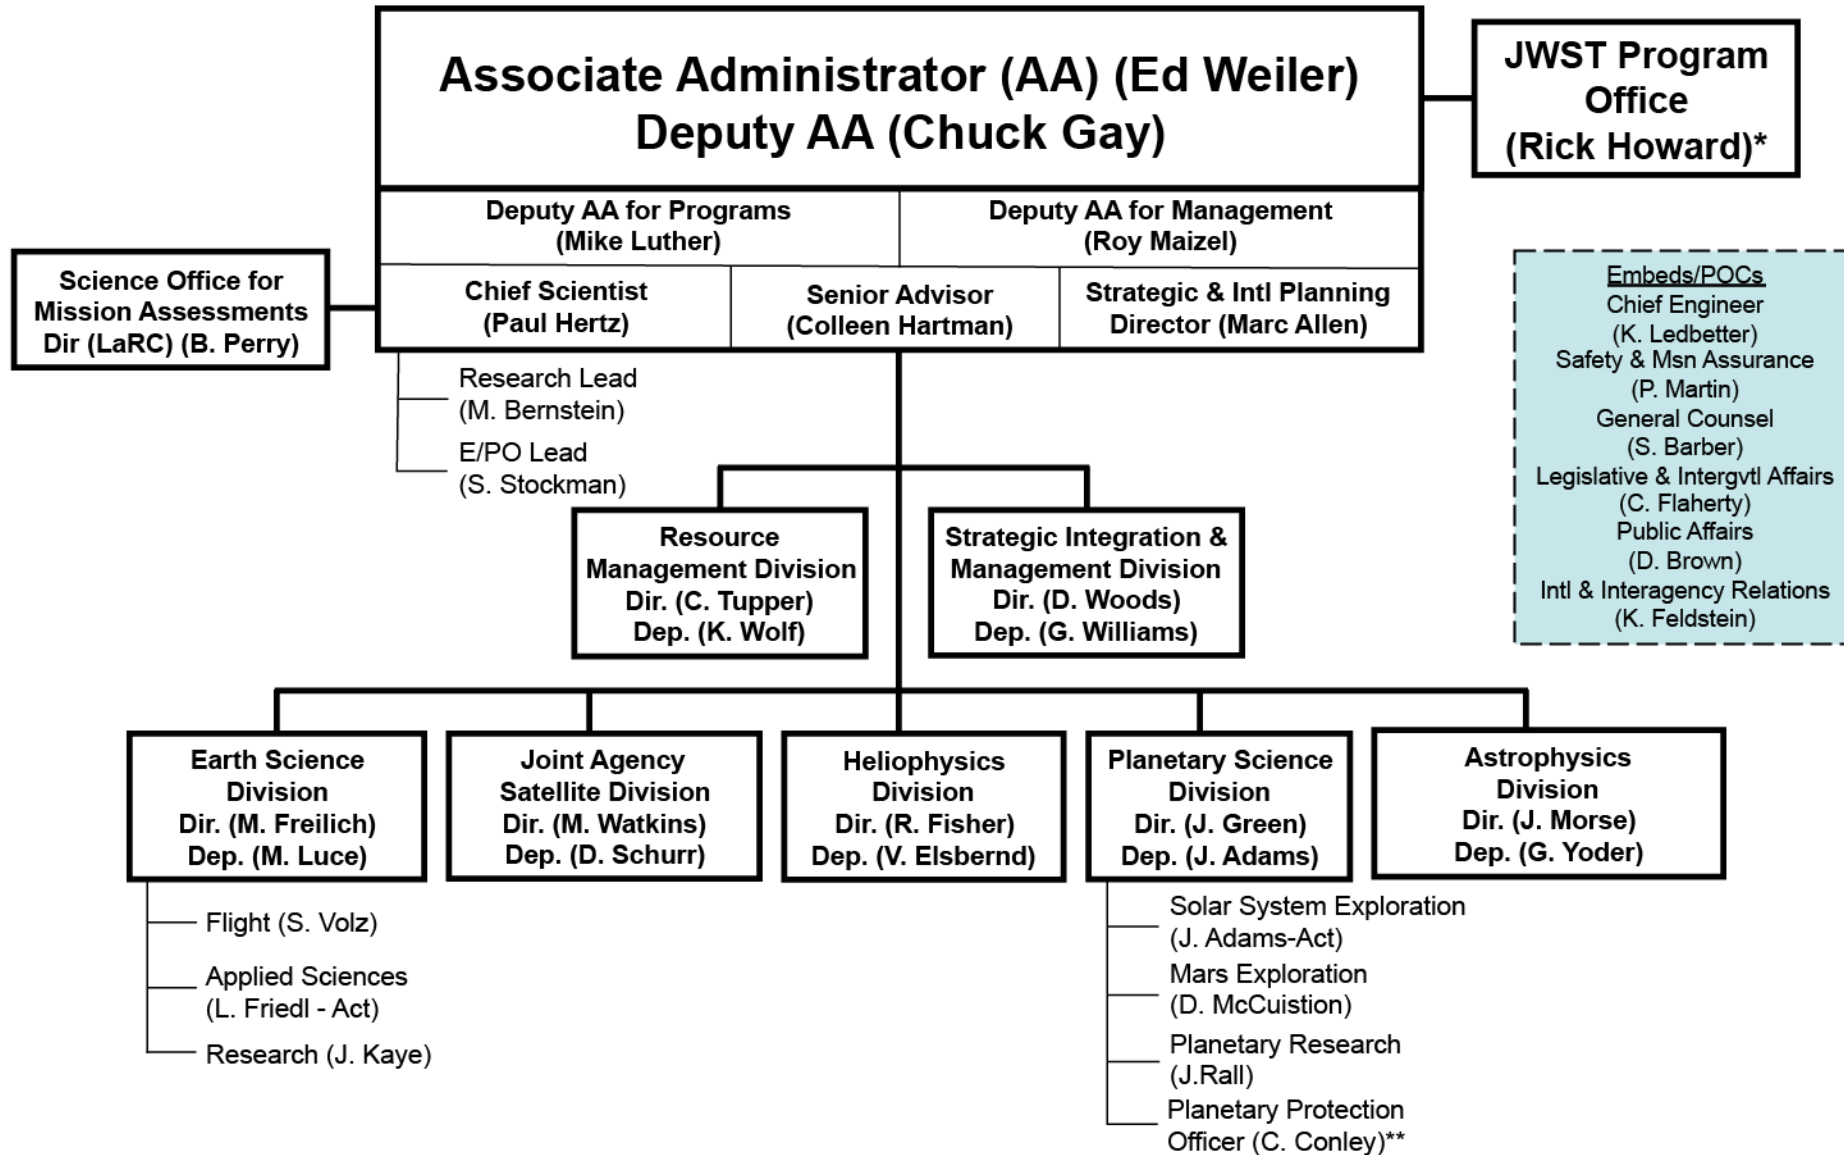 Associate Administrator (AA) (Ed Weiler)
Deputy AA (Chuck Gay)
JWST Program
Office
(Rick Howard)*
Deputy AA for Programs
(Mike Luther)
Deputy AA for Management
(Roy Maizel)
Science Office for
Mission Assessments
Dir (LaRC) (B. Perry)
Chief Scientist
(Paul Hertz)
Senior Advisor
(Colleen Hartman)
Strategic & Intl Planning
Director (Marc Allen)
Embeds/POCs
Chief Engineer
(K. Ledbetter)
Safety & Msn Assurance
(P. Martin)
General Counsel
(S. Barber)
Legislative & Intergvtl Affairs
(C. Flaherty)
Public Affairs
(D. Brown)
Intl & Interagency Relations
(K. Feldstein)
Research Lead
(M. Bernstein)
E/PO Lead
(S. Stockman)
Resource
Management Division
Dir. (C. Tupper)
Dep. (K. Wolf)
Strategic Integration &
Management Division
Dir. (D. Woods)
Dep. (G. Williams)
Earth Science
Division
Dir. (M. Freilich)
Dep. (M. Luce)
Joint Agency
Satellite Division
Dir. (M. Watkins)
Dep. (D. Schurr)
Heliophysics
Division
Dir. (R. Fisher)
Dep. (V. Elsbernd)
Planetary Science
Division
Dir. (J. Green)
Dep. (J. Adams)
Astrophysics
Division
Dir. (J. Morse)
Dep. (G. Yoder)
Flight (S. Volz)
Applied Sciences
(L. Friedl - Act)
Research (J. Kaye)
Solar System Exploration
(J. Adams-Act)
Mars Exploration
(D. McCuistion)
Planetary Research
(J.Rall)
Planetary Protection
Officer (C. Conley)**